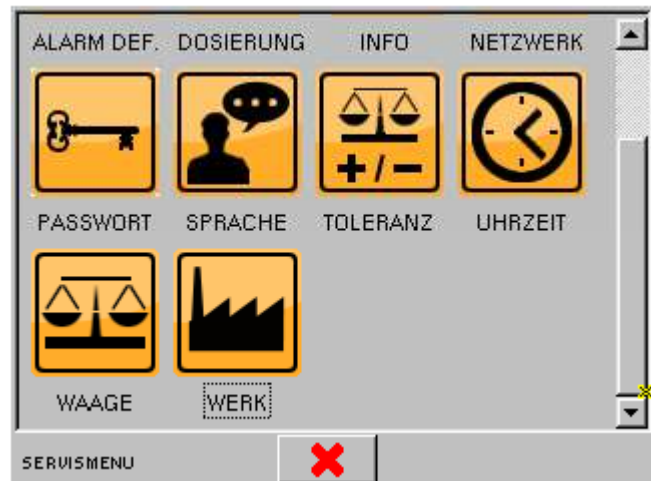 ALARM DEF. DOSIERUNG INFO NETZWERK
+/-
PASSWORT SPRACHE TOLERANZ UHRZEIT
WAAGE WERK
SERVISMENU